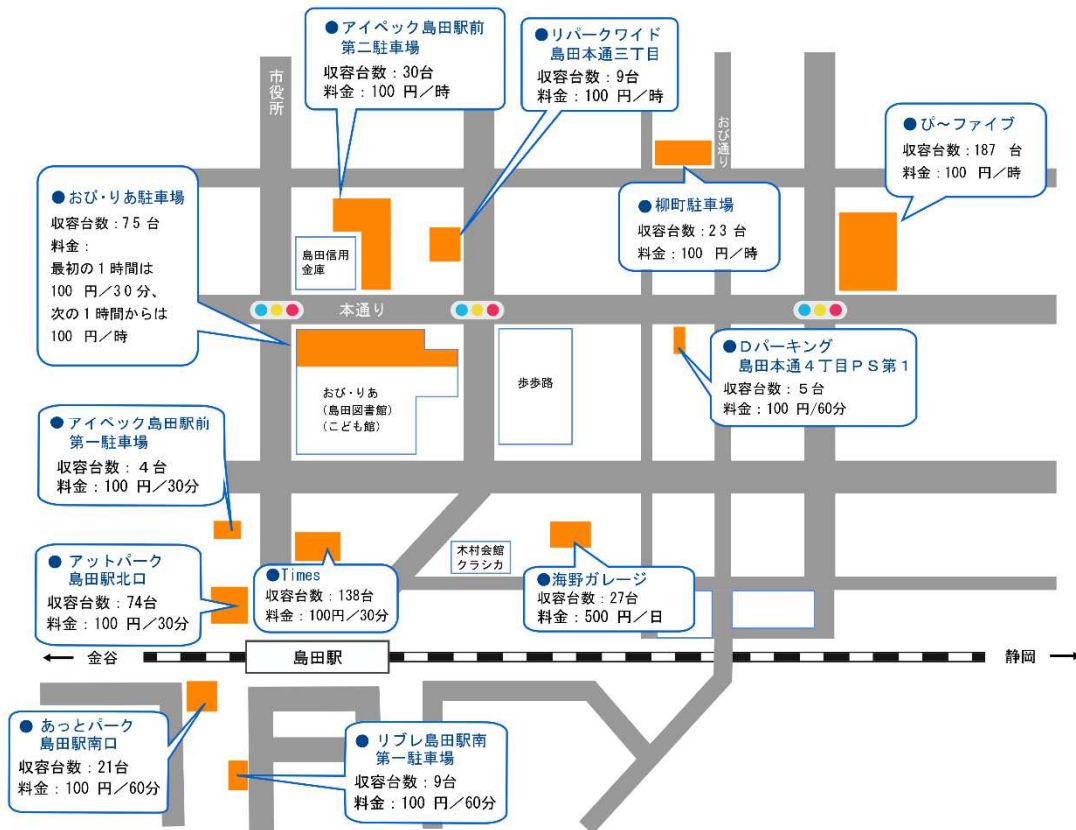 ●アイペック島田駅前
第二駐車場
収容台数：30台
料金：100 円／時
●リパークワイド
島田本通三丁目
収容台数：9台
料金：100 円／時
市役所
おび通り
●ぴ～ファイブ
収容台数：187 台
料金：100 円／時
●おび・りあ駐車場
収容台数：75台
料金：
最初の1時間は
100 円／30分、
次の1時間からは
100 円／時
●柳町駐車場
収容台数：23台
料金：100 円／時
島田信用
金庫
本通り
●Dパーキング
島田本通4丁目PS第1
収容台数：5台
料金：100 円/60分
おび・りあ
(島田図書館)
(こども館)
歩歩路
●アイペック島田駅前
第一駐車場
収容台数：4台
料金：100 円／30分
木村会館
クラシカ
●アットパーク
島田駅北口
収容台数：74台
料金：100 円／30分
●Times
収容台数：138台
料金：100円／30分
●海野ガレージ
収容台数：27台
料金：500 円／日
← 金谷
島田駅
静岡 →
●あっとパーク
島田駅南口
収容台数：21台
料金：100 円／60分
●リブレ島田駅南
第一駐車場
収容台数：9台
料金：100 円／60分